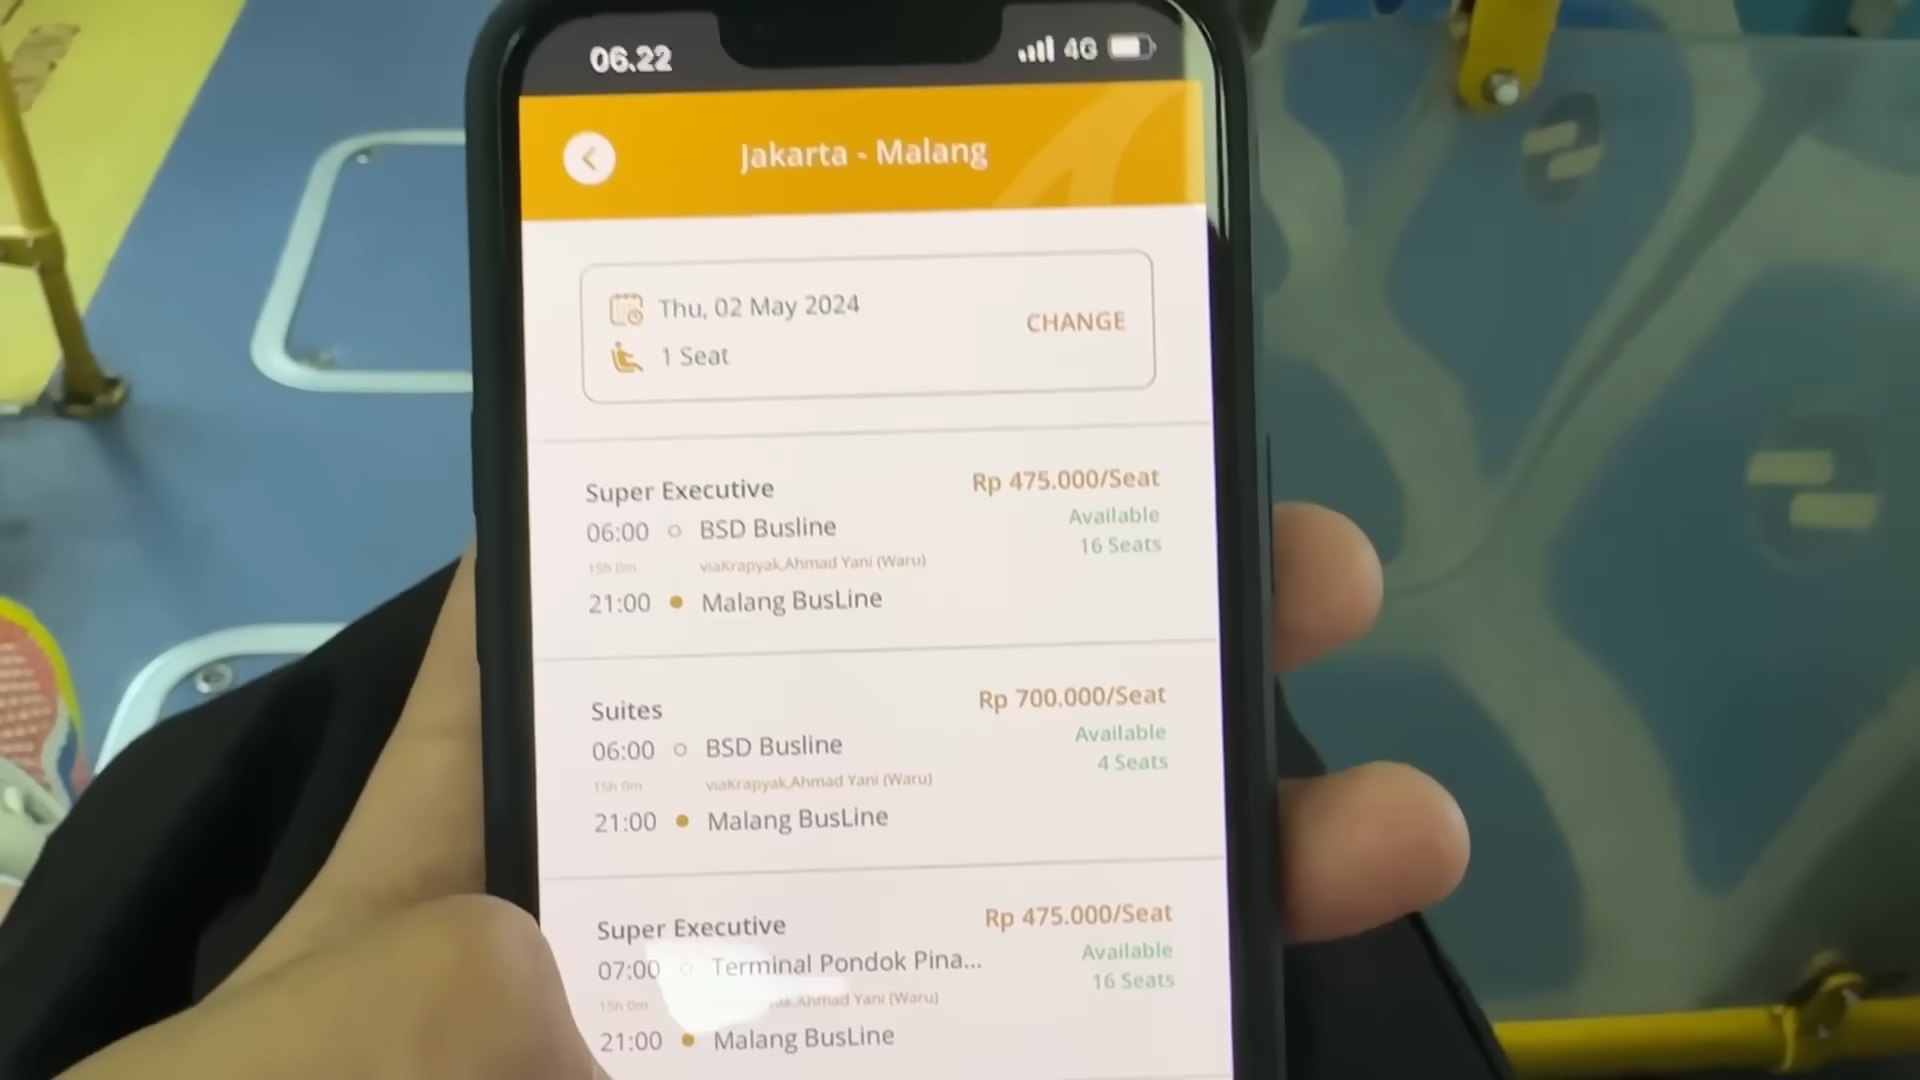 06.22 4G
Jakarta - Malang
Thu, 02 May 2024
CHANGE
1 Seat
Super Executive Rp 475.000/Seat
06:00 BSD Busline Available
15h 0m viaKrapyak,Ahmad Yani (Waru) 16 Seats
21:00 Malang BusLine
Suites Rp 700.000/Seat
06:00 BSD Busline Available
15h 0m viaKrapyak,Ahmad Yani (Waru) 4 Seats
21:00 Malang BusLine
Super Executive Rp 475.000/Seat
07:00 Terminal Pondok Pina... Available
15h 0m Ahmad Yani (Waru) 16 Seats
21:00 Malang BusLine